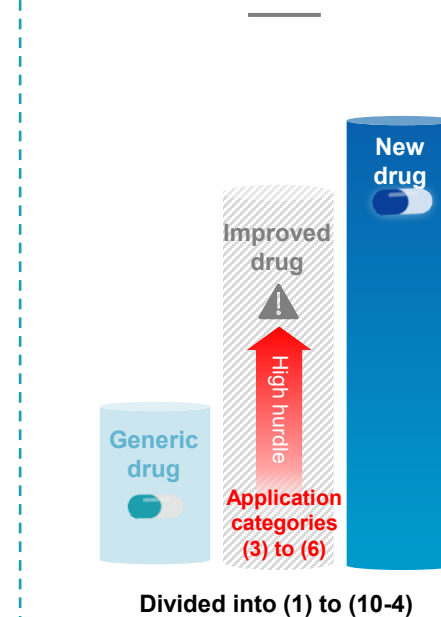 New
drug
Improved
drug
High hurdle
Generic
drug
Application
categories
(3) to (6)
Divided into (1) to (10-4)